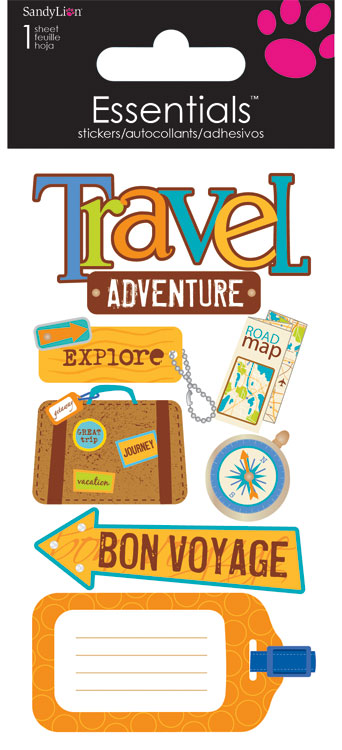 SandyLion
1 sheet
feuille
hoja
Essentials™
stickers/autocollants/adhesivos
Travel
ADVENTURE
EXPLORE
ROAD
map
GREAT
trip
JOURNEY
vacation
N
E
S
W
BON VOYAGE